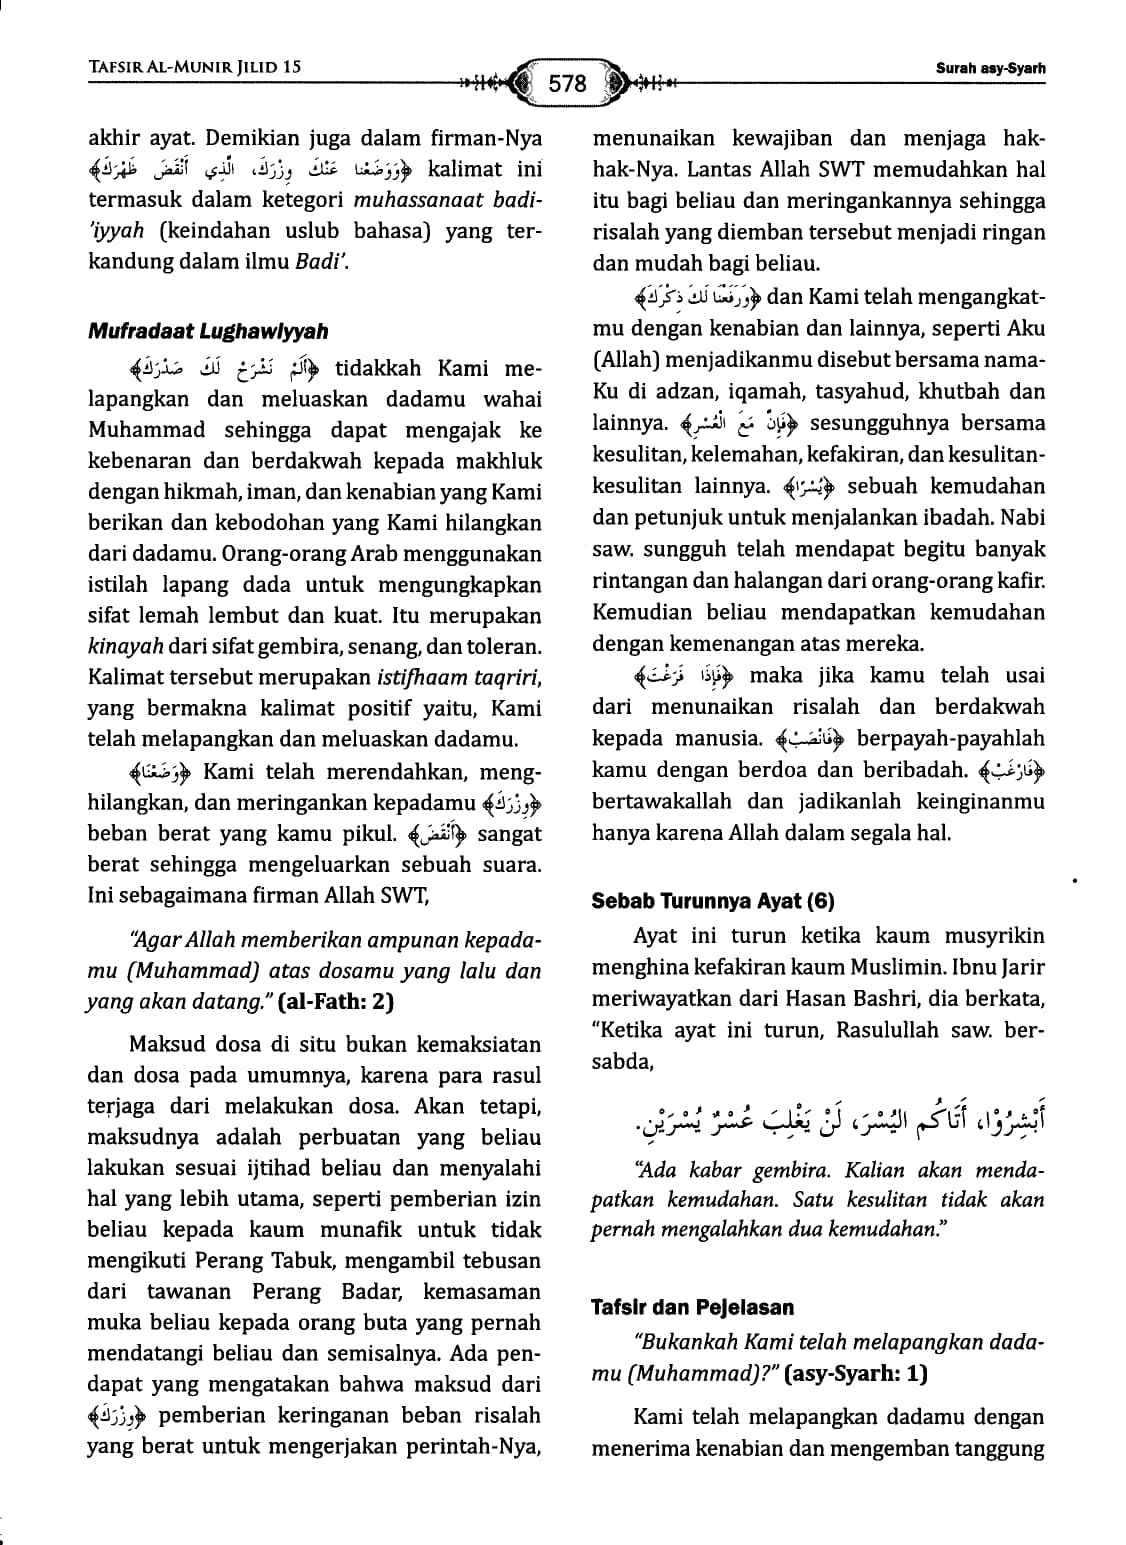 TAFSIR AL-MUNIR JILID 15
578
Surah asy-Syarh
akhir ayat. Demikian juga dalam firman-Nya
﴿وَوَضَعْنَا عَنْكَ وِزْرَكَ، الَّذِي أَنْقَضَ ظَهْرَكَ﴾ kalimat ini
termasuk dalam ketegori muhassanaat badi-
'iyyah (keindahan uslub bahasa) yang ter-
kandung dalam ilmu Badi'.
Mufradaat Lughawiyyah
﴿أَلَمْ نَشْرَحْ لَكَ صَدْرَكَ﴾ tidakkah Kami me-
lapangkan dan meluaskan dadamu wahai
Muhammad sehingga dapat mengajak ke
kebenaran dan berdakwah kepada makhluk
dengan hikmah, iman, dan kenabian yang Kami
berikan dan kebodohan yang Kami hilangkan
dari dadamu. Orang-orang Arab menggunakan
istilah lapang dada untuk mengungkapkan
sifat lemah lembut dan kuat. Itu merupakan
kinayah dari sifat gembira, senang, dan toleran.
Kalimat tersebut merupakan istifhaam taqriri,
yang bermakna kalimat positif yaitu, Kami
telah melapangkan dan meluaskan dadamu.
﴿وَضَعْنَا﴾ Kami telah merendahkan, meng-
hilangkan, dan meringankan kepadamu ﴿وِزْرَكَ﴾
beban berat yang kamu pikul. ﴿أَنْقَضَ﴾ sangat
berat sehingga mengeluarkan sebuah suara.
Ini sebagaimana firman Allah SWT,
"Agar Allah memberikan ampunan kepada-
mu (Muhammad) atas dosamu yang lalu dan
yang akan datang." (al-Fath: 2)
Maksud dosa di situ bukan kemaksiatan
dan dosa pada umumnya, karena para rasul
terjaga dari melakukan dosa. Akan tetapi,
maksudnya adalah perbuatan yang beliau
lakukan sesuai ijtihad beliau dan menyalahi
hal yang lebih utama, seperti pemberian izin
beliau kepada kaum munafik untuk tidak
mengikuti Perang Tabuk, mengambil tebusan
dari tawanan Perang Badar, kemasaman
muka beliau kepada orang buta yang pernah
mendatangi beliau dan semisalnya. Ada pen-
dapat yang mengatakan bahwa maksud dari
﴿وِزْرَكَ﴾ pemberian keringanan beban risalah
yang berat untuk mengerjakan perintah-Nya,
menunaikan kewajiban dan menjaga hak-
hak-Nya. Lantas Allah SWT memudahkan hal
itu bagi beliau dan meringankannya sehingga
risalah yang diemban tersebut menjadi ringan
dan mudah bagi beliau.
﴿وَرَفَعْنَا لَكَ ذِكْرَكَ﴾ dan Kami telah mengangkat-
mu dengan kenabian dan lainnya, seperti Aku
(Allah) menjadikanmu disebut bersama nama-
Ku di adzan, iqamah, tasyahud, khutbah dan
lainnya. ﴿فَإِنَّ مَعَ الْعُسْرِ﴾ sesungguhnya bersama
kesulitan, kelemahan, kefakiran, dan kesulitan-
kesulitan lainnya. ﴿يُسْرًا﴾ sebuah kemudahan
dan petunjuk untuk menjalankan ibadah. Nabi
saw. sungguh telah mendapat begitu banyak
rintangan dan halangan dari orang-orang kafir.
Kemudian beliau mendapatkan kemudahan
dengan kemenangan atas mereka.
﴿فَإِذَا فَرَغْتَ﴾ maka jika kamu telah usai
dari menunaikan risalah dan berdakwah
kepada manusia. ﴿فَانْصَبْ﴾ berpayah-payahlah
kamu dengan berdoa dan beribadah. ﴿فَارْغَبْ﴾
bertawakallah dan jadikanlah keinginanmu
hanya karena Allah dalam segala hal.
Sebab Turunnya Ayat (6)
Ayat ini turun ketika kaum musyrikin
menghina kefakiran kaum Muslimin. Ibnu Jarir
meriwayatkan dari Hasan Bashri, dia berkata,
"Ketika ayat ini turun, Rasulullah saw. ber-
sabda,
أَبْشِرُوْا، أَتَاكُم اليُسْرَ، لَنْ يَغْلِبَ عُسْرٌ يُسْرَيْنِ.
"Ada kabar gembira. Kalian akan menda-
patkan kemudahan. Satu kesulitan tidak akan
pernah mengalahkan dua kemudahan."
Tafsir dan Pejelasan
"Bukankah Kami telah melapangkan dada-
mu (Muhammad)?" (asy-Syarh: 1)
Kami telah melapangkan dadamu dengan
menerima kenabian dan mengemban tanggung